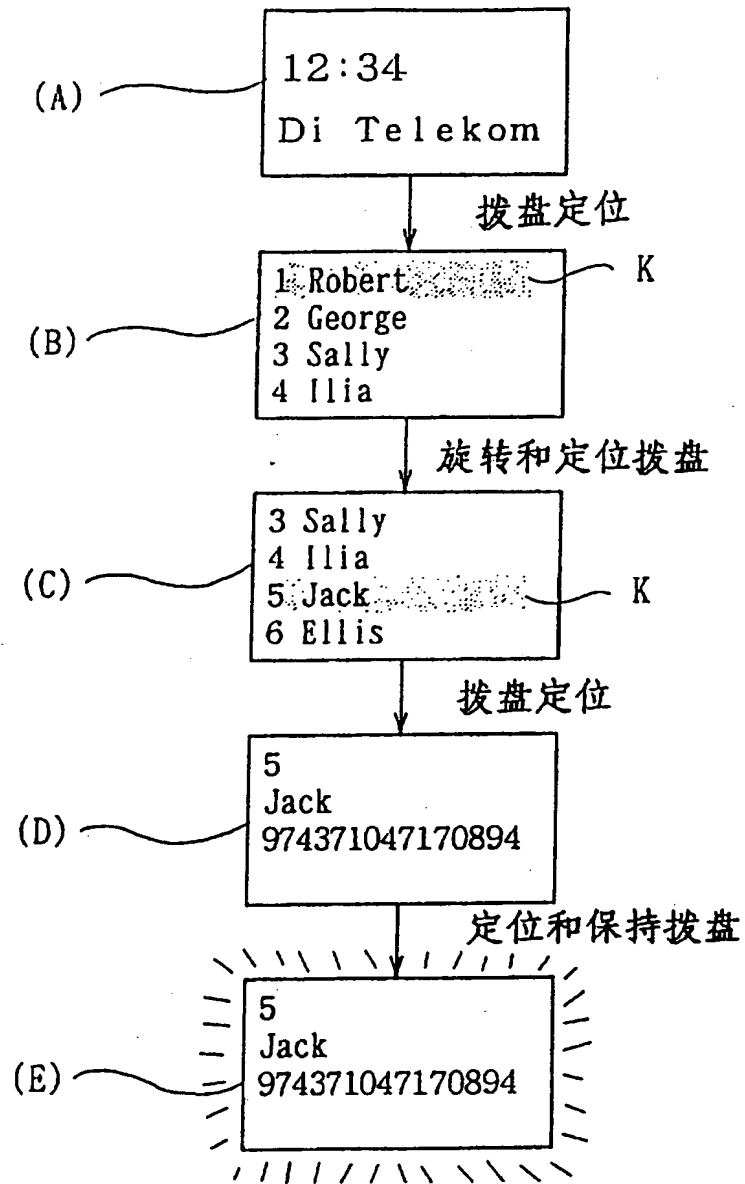 12:34
(A)
Di Telekom
拨盘定位
1 Robert
K
2 George
(B)
3 Sally
4 Ilia
旋转和定位拨盘
3 Sally
4 Ilia
(C)
5 Jack
K
6 Ellis
拨盘定位
5
Jack
(D)
974371047170894
定位和保持拨盘
5
Jack
(E)
974371047170894